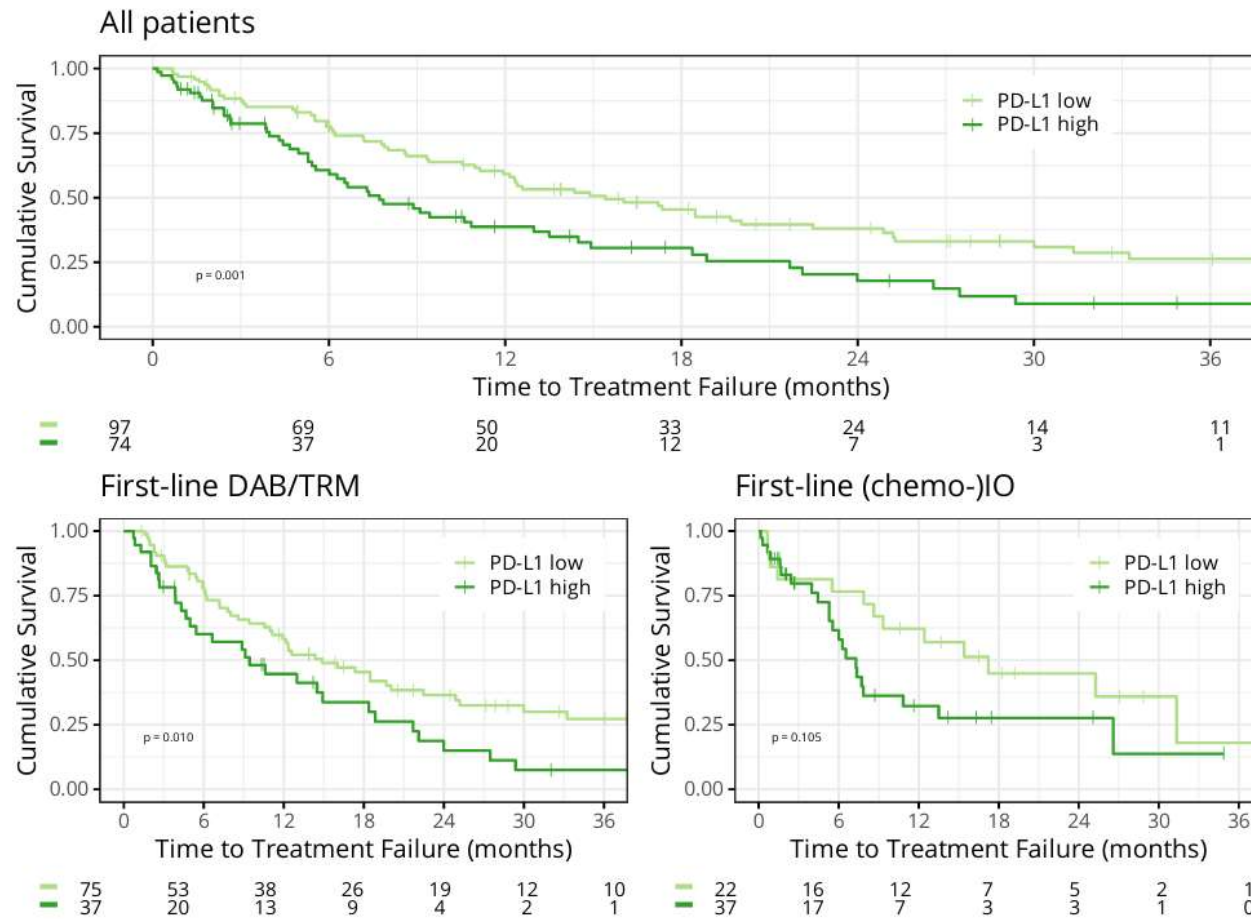 All patients
Cumulative Survival
1.00
0.75
0.50
0.25
0.00
PD-L1 low
PD-L1 high
p = 0.001
0 6 12 18 24 30 36
Time to Treatment Failure (months)
97 69 50 33 24 14 11
74 37 20 12 7 3 1
First-line DAB/TRM
Cumulative Survival
1.00
0.75
0.50
0.25
0.00
PD-L1 low
PD-L1 high
p = 0.010
0 6 12 18 24 30 36
Time to Treatment Failure (months)
75 53 38 26 19 12 10
37 20 13 9 4 2 1
First-line (chemo-)IO
Cumulative Survival
1.00
0.75
0.50
0.25
0.00
PD-L1 low
PD-L1 high
p = 0.105
0 6 12 18 24 30 36
Time to Treatment Failure (months)
22 16 12 7 5 2 1
37 17 7 3 3 1 0